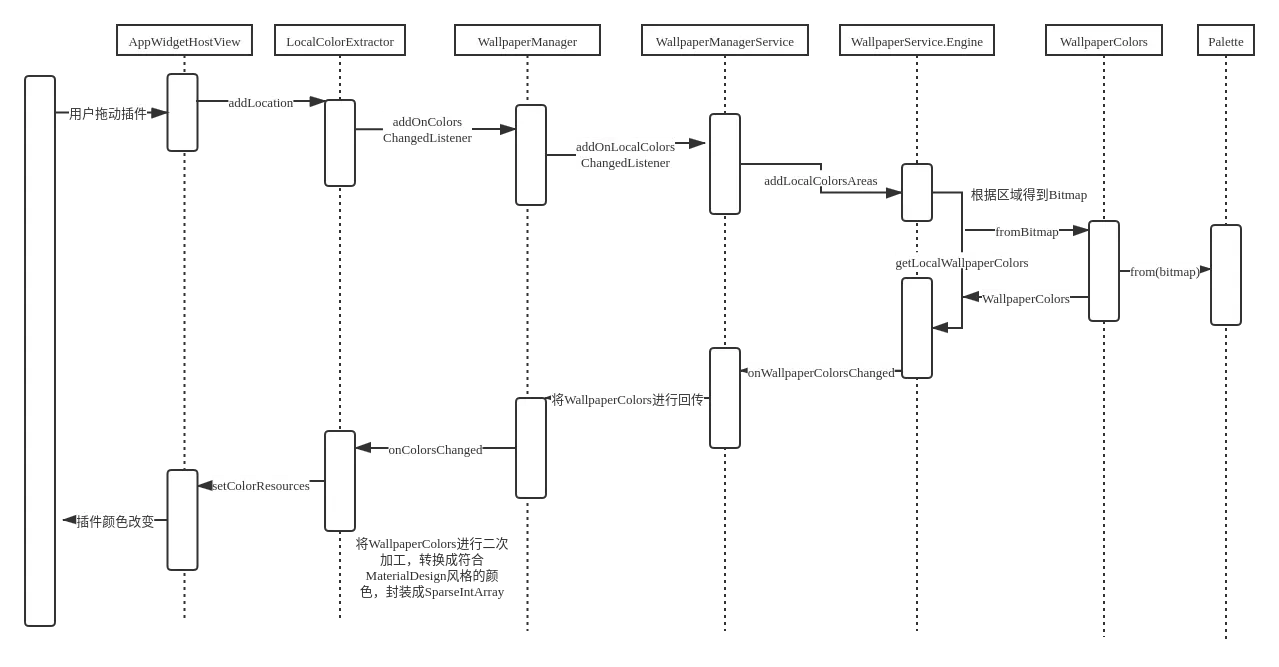 AppWidgetHostView
LocalColorExtractor
WallpaperManager
WallpaperManagerService
WallpaperService.Engine
WallpaperColors
Palette
用户拖动插件
addLocation
addOnColors
ChangedListener
addOnLocalColors
ChangedListener
addLocalColorsAreas
根据区域得到Bitmap
fromBitmap
getLocalWallpaperColors
from(bitmap)
WallpaperColors
onWallpaperColorsChanged
将WallpaperColors进行回传
onColorsChanged
setColorResources
插件颜色改变
将WallpaperColors进行二次
加工，转换成符合
MaterialDesign风格的颜
色，封装成SparseIntArray